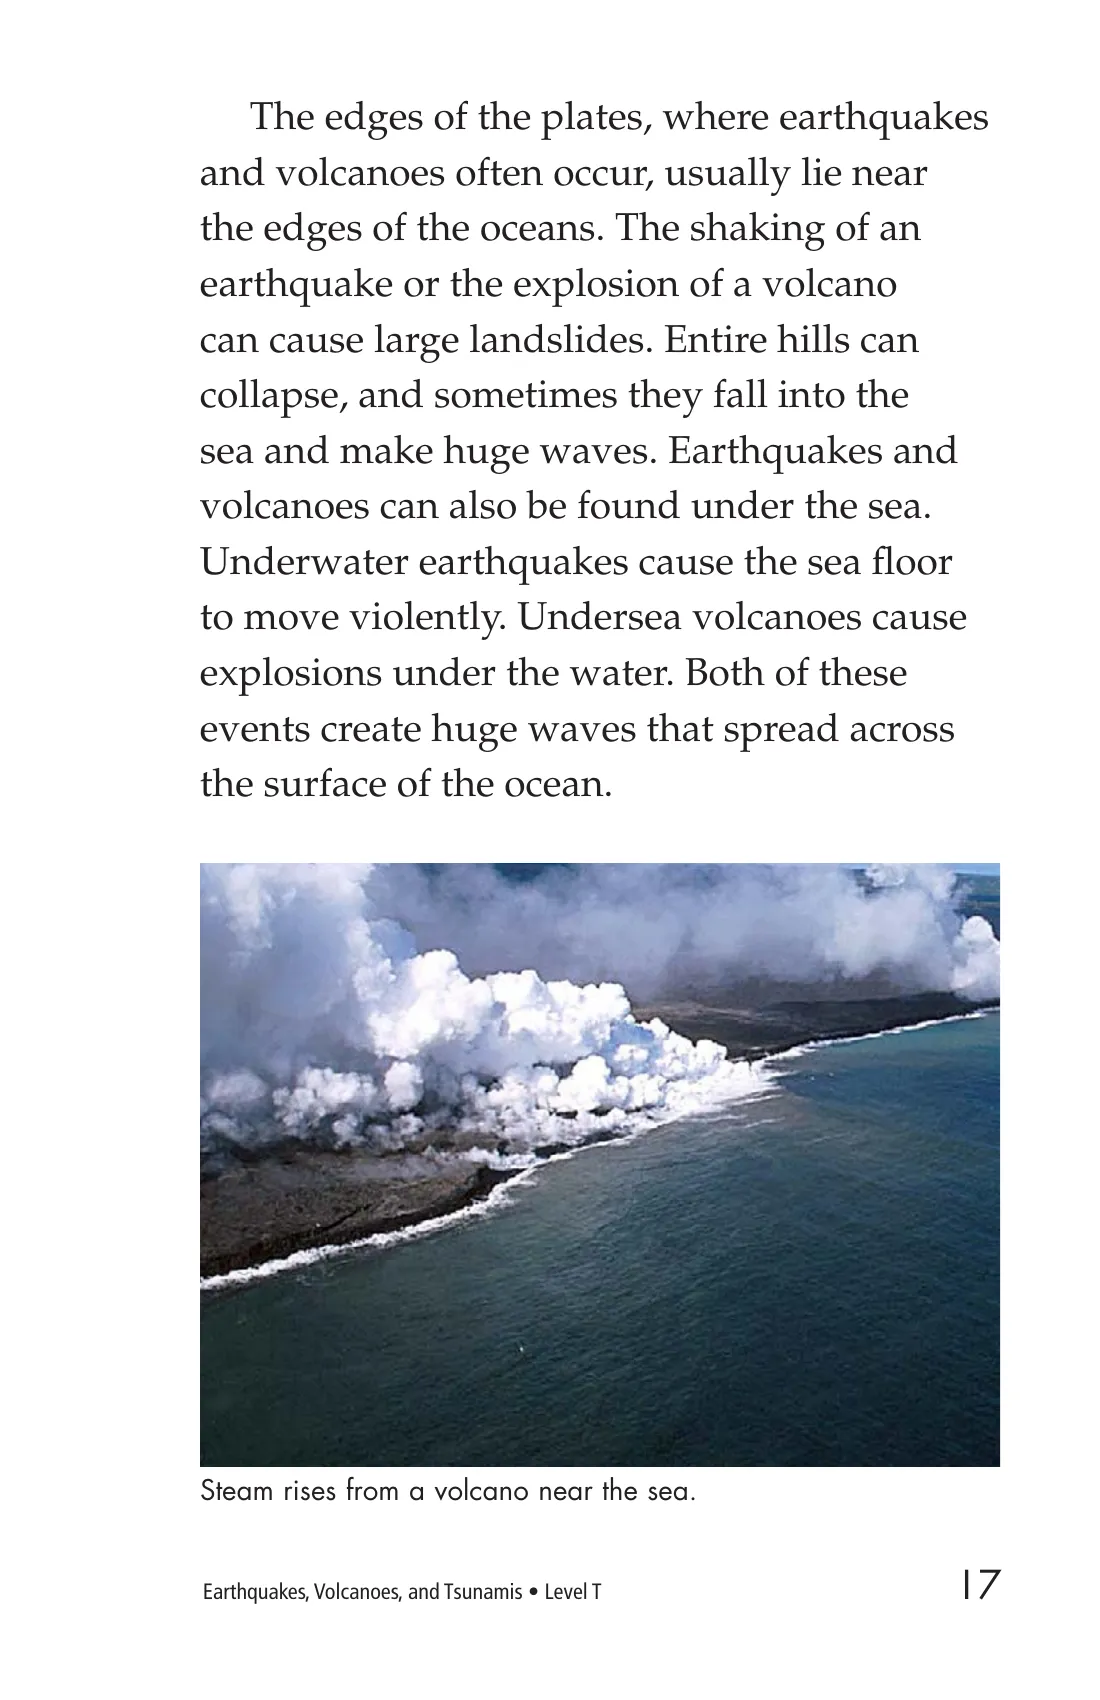 The edges of the plates, where earthquakes
and volcanoes often occur, usually lie near
the edges of the oceans. The shaking of an
earthquake or the explosion of a volcano
can cause large landslides. Entire hills can
collapse, and sometimes they fall into the
sea and make huge waves. Earthquakes and
volcanoes can also be found under the sea.
Underwater earthquakes cause the sea floor
to move violently. Undersea volcanoes cause
explosions under the water. Both of these
events create huge waves that spread across
the surface of the ocean.
Steam rises from a volcano near the sea.
Earthquakes, Volcanoes, and Tsunamis • Level T 17